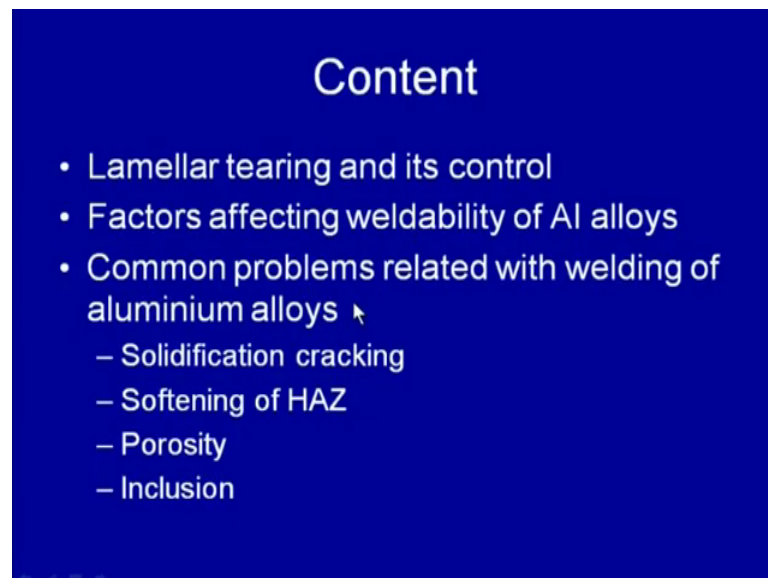 Content
• Lamellar tearing and its control
• Factors affecting weldability of Al alloys
• Common problems related with welding of
aluminium alloys
– Solidification cracking
– Softening of HAZ
– Porosity
– Inclusion